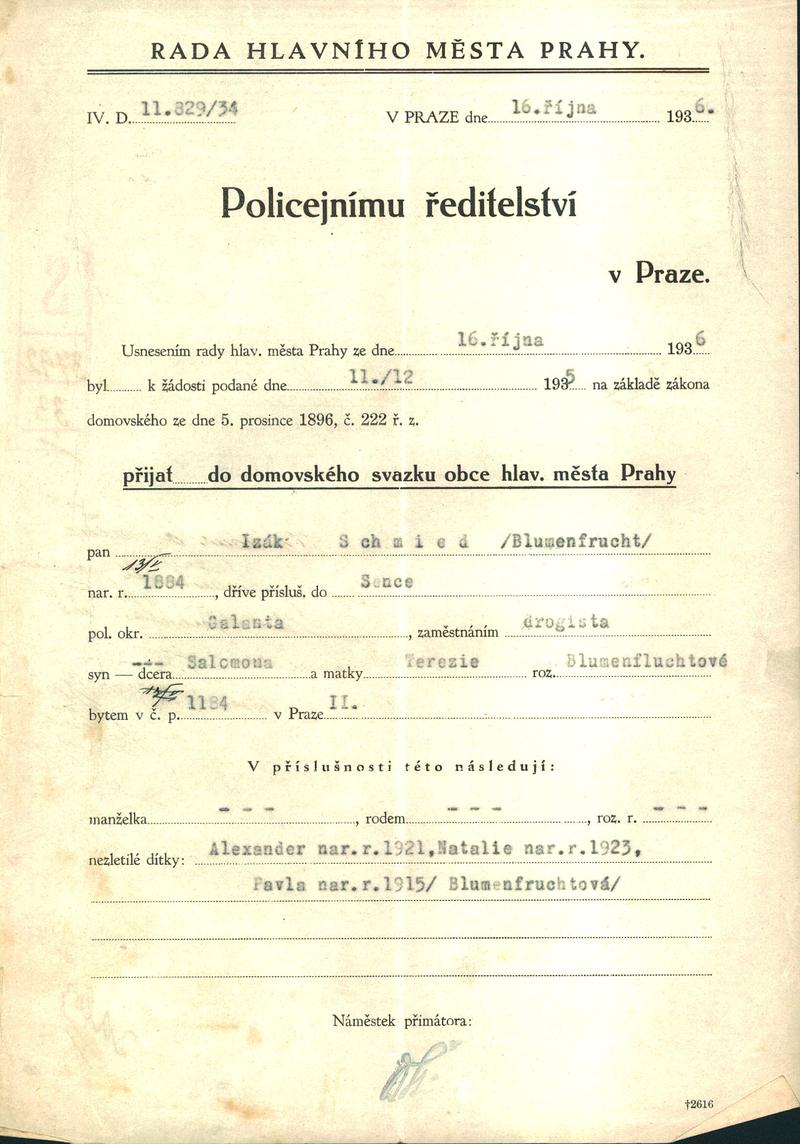 RADA HLAVNÍHO MĚSTA PRAHY.
IV. D. 11.829/34 V PRAZE dne 16.října 1936.
Policejnímu ředitelství
v Praze.
Usnesením rady hlav. města Prahy ze dne 16.října 1936
byl k žádosti podané dne 11./12 1935 na základě zákona
domovského ze dne 5. prosince 1896, č. 222 ř. z.
přijat do domovského svazku obce hlav. města Prahy
pan Izák Schmied /Blumenfrucht/
13/V
nar. r. 1884, dříve přísluš. do Sence
pol. okr. Galanta, zaměstnáním drogista
syn — dcera Salomona a matky Terezie roz. Blumenfluchtové
bytem v č. p. 1184 v Praze II.
V příslušnosti této následují:
manželka - - -, rodem - - -, roz. r. - - -
nezletilé dítky: Alexander nar.r.1921,Natalie nar.r.1923,
Pavla nar.r.1915/ Blumenfruchtová/
Náměstek primátora:
†2616